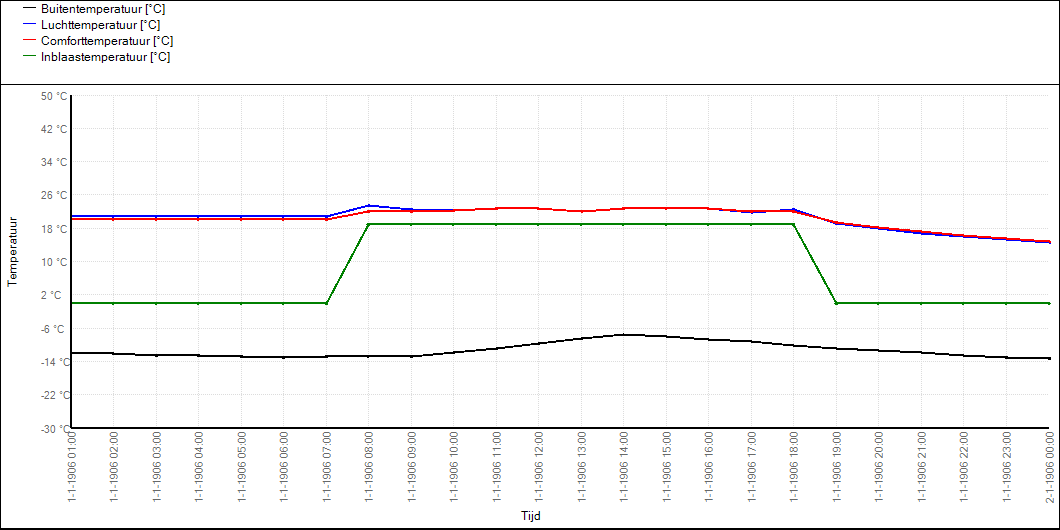 Buitentemperatuur [°C]
Luchttemperatuur [°C]
Comforttemperatuur [°C]
Inblaastemperatuur [°C]
50 °C
42 °C
34 °C
26 °C
18 °C
10 °C
2 °C
-6 °C
-14 °C
-22 °C
-30 °C
Temperatuur
1-1-1906 01:00
1-1-1906 02:00
1-1-1906 03:00
1-1-1906 04:00
1-1-1906 05:00
1-1-1906 06:00
1-1-1906 07:00
1-1-1906 08:00
1-1-1906 09:00
1-1-1906 10:00
1-1-1906 11:00
1-1-1906 12:00
1-1-1906 13:00
1-1-1906 14:00
1-1-1906 15:00
1-1-1906 16:00
1-1-1906 17:00
1-1-1906 18:00
1-1-1906 19:00
1-1-1906 20:00
1-1-1906 21:00
1-1-1906 22:00
1-1-1906 23:00
2-1-1906 00:00
Tijd